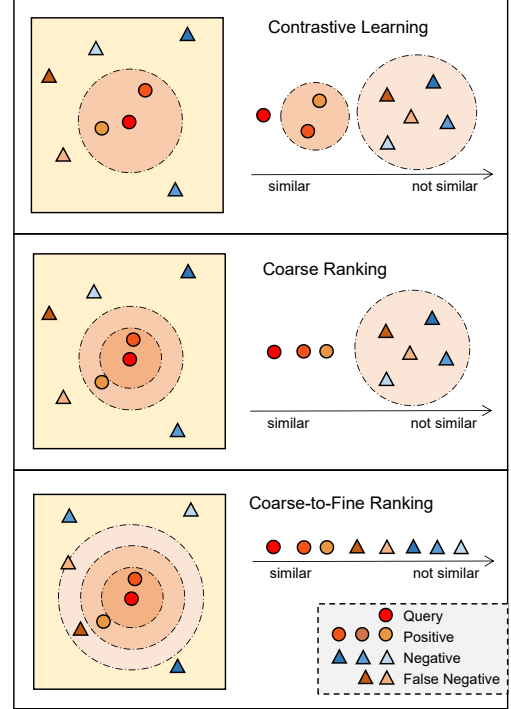 Contrastive Learning
similar
not similar
Coarse Ranking
similar
not similar
Coarse-to-Fine Ranking
similar
not similar
Query
Positive
Negative
False Negative